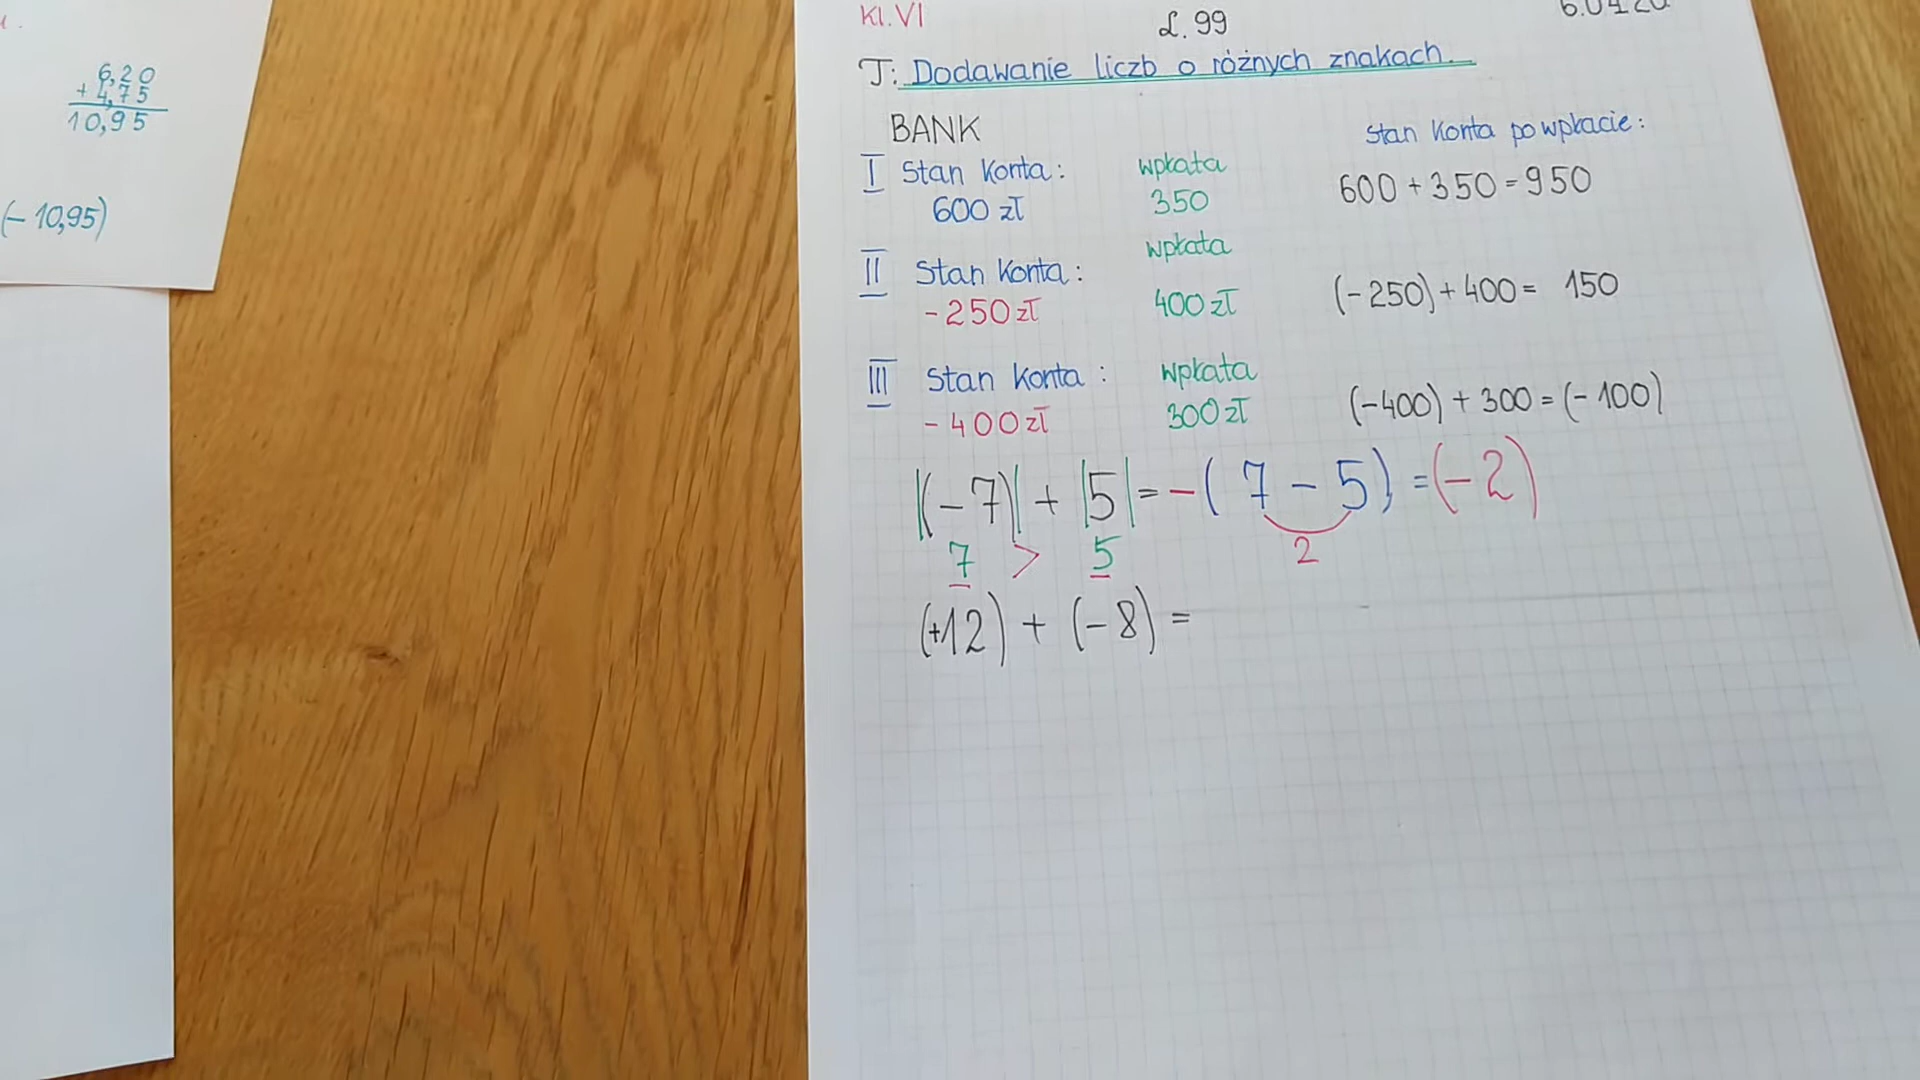 6,20
+ 4,75
10,95
(- 10,95)
Kl. VI
L. 99
T: Dodawanie liczb o różnych znakach.
BANK
Stan konta po wpłacie:
I Stan konta: wpłata
600 zł 350 600 + 350 = 950
II Stan konta: wpłata
- 250 zł 400 zł (- 250) + 400 = 150
III Stan konta : wpłata
- 400 zł 300 zł (-400) + 300 = (- 100)
|(-7)| + |5| = -( 7 - 5) = (-2)
7 > 5 2
(+12) + (-8) =